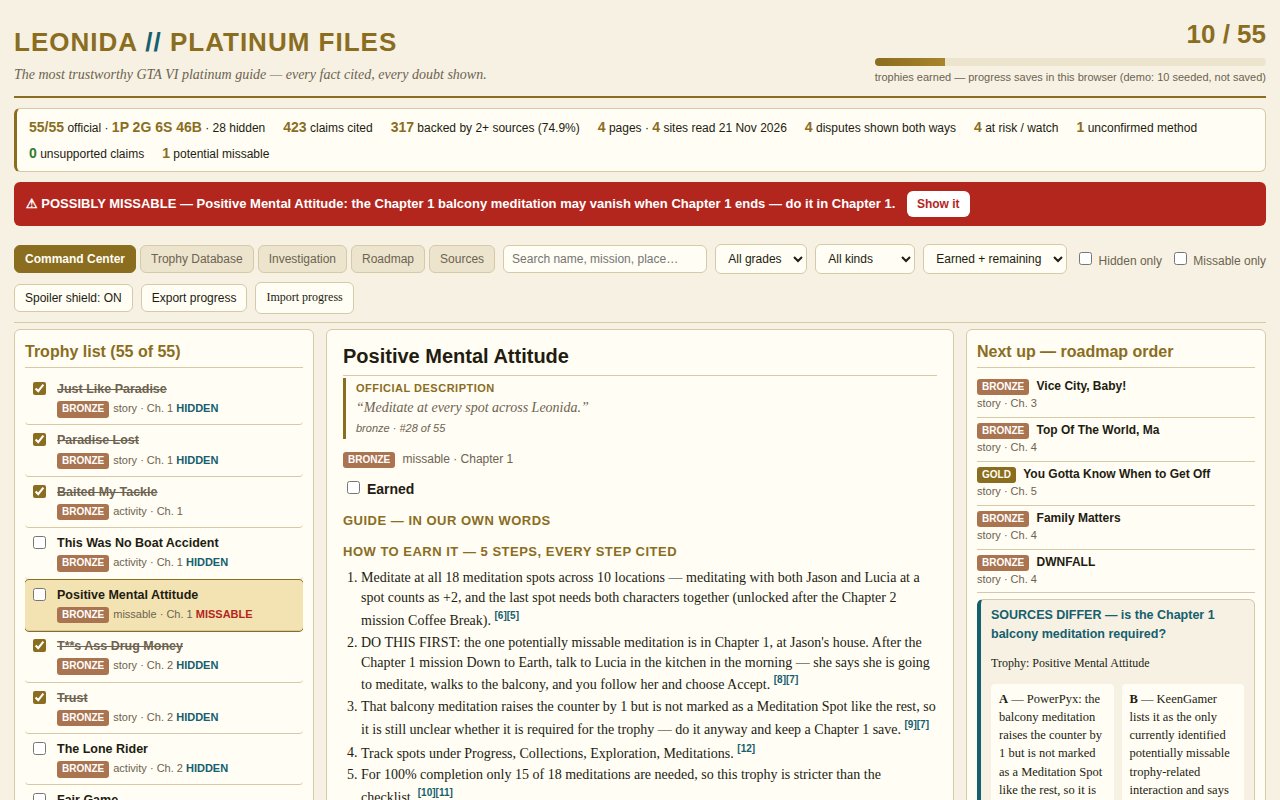 LEONIDA // PLATINUM FILES
The most trustworthy GTA VI platinum guide — every fact cited, every doubt shown.
10 / 55
trophies earned — progress saves in this browser (demo: 10 seeded, not saved)
55/55 official · 1P 2G 6S 46B · 28 hidden 423 claims cited 317 backed by 2+ sources (74.9%) 4 pages · 4 sites read 21 Nov 2026 4 disputes shown both ways 4 at risk / watch 1 unconfirmed method
0 unsupported claims 1 potential missable
⚠ POSSIBLY MISSABLE — Positive Mental Attitude: the Chapter 1 balcony meditation may vanish when Chapter 1 ends — do it in Chapter 1. Show it
Command Center Trophy Database Investigation Roadmap Sources Search name, mission, place… All grades All kinds Earned + remaining Hidden only Missable only
Spoiler shield: ON Export progress Import progress
Trophy list (55 of 55)
Just Like Paradise
BRONZE story · Ch. 1 HIDDEN
Paradise Lost
BRONZE story · Ch. 1 HIDDEN
Baited My Tackle
BRONZE activity · Ch. 1
This Was No Boat Accident
BRONZE activity · Ch. 1 HIDDEN
Positive Mental Attitude
BRONZE missable · Ch. 1 MISSABLE
T**s Ass Drug Money
BRONZE story · Ch. 2 HIDDEN
Trust
BRONZE story · Ch. 2 HIDDEN
The Lone Rider
BRONZE activity · Ch. 2 HIDDEN
Fair Game
Positive Mental Attitude
OFFICIAL DESCRIPTION
“Meditate at every spot across Leonida.”
bronze · #28 of 55
BRONZE missable · Chapter 1
Earned
GUIDE — IN OUR OWN WORDS
HOW TO EARN IT — 5 STEPS, EVERY STEP CITED
1. Meditate at all 18 meditation spots across 10 locations — meditating with both Jason and Lucia at a
spot counts as +2, and the last spot needs both characters together (unlocked after the Chapter 2
mission Coffee Break). [6][5]
2. DO THIS FIRST: the one potentially missable meditation is in Chapter 1, at Jason's house. After the
Chapter 1 mission Down to Earth, talk to Lucia in the kitchen in the morning — she says she is going
to meditate, walks to the balcony, and you follow her and choose Accept. [8][7]
3. That balcony meditation raises the counter by 1 but is not marked as a Meditation Spot like the rest, so
it is still unclear whether it is required for the trophy — do it anyway and keep a Chapter 1 save. [9][7]
4. Track spots under Progress, Collections, Exploration, Meditations. [12]
5. For 100% completion only 15 of 18 meditations are needed, so this trophy is stricter than the
checklist. [10][11]
Next up — roadmap order
BRONZE Vice City, Baby!
story · Ch. 3
BRONZE Top Of The World, Ma
story · Ch. 4
GOLD You Gotta Know When to Get Off
story · Ch. 5
BRONZE Family Matters
story · Ch. 4
BRONZE DWNFALL
story · Ch. 4
SOURCES DIFFER — is the Chapter 1
balcony meditation required?
Trophy: Positive Mental Attitude
A — PowerPyx: the
balcony meditation
raises the counter by
1 but is not marked
as a Meditation Spot
like the rest, so it is
B — KeenGamer
lists it as the only
currently identified
potentially missable
trophy-related
interaction and says